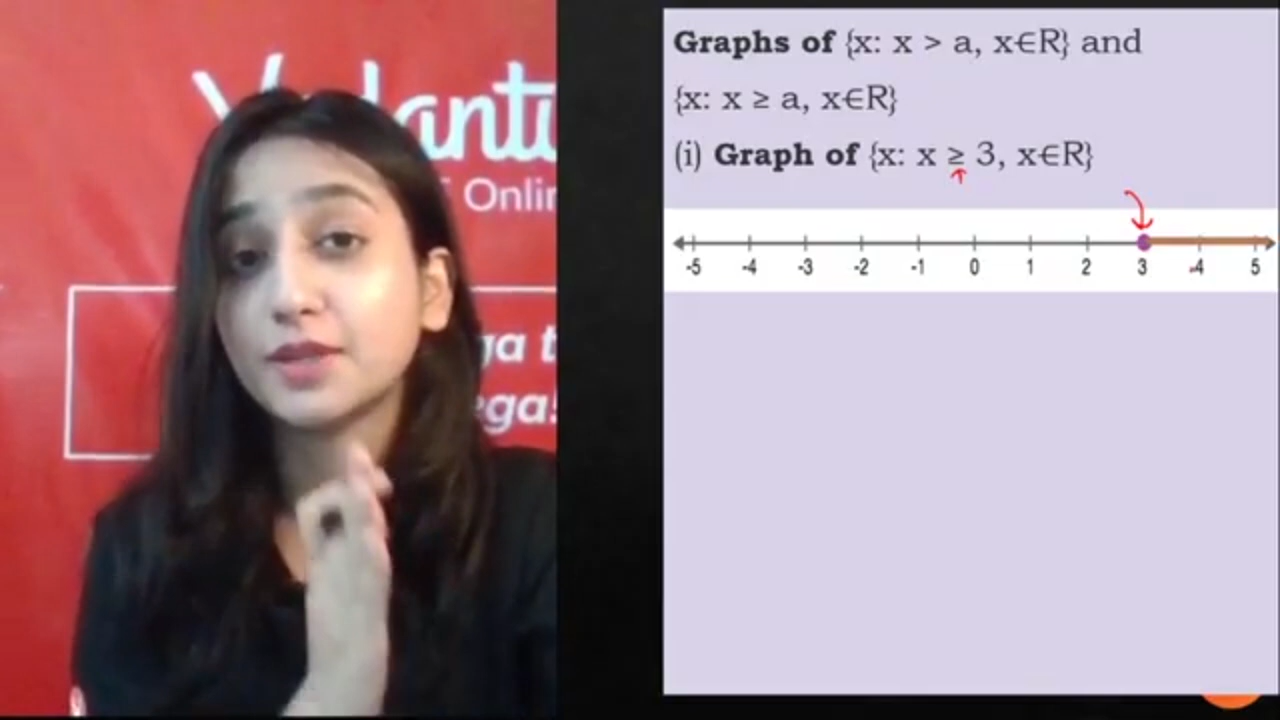 Graphs of {x: x > a, x∈R} and
{x: x ≥ a, x∈R}
(i) Graph of {x: x ≥ 3, x∈R}
-5 -4 -3 -2 -1 0 1 2 3 4 5